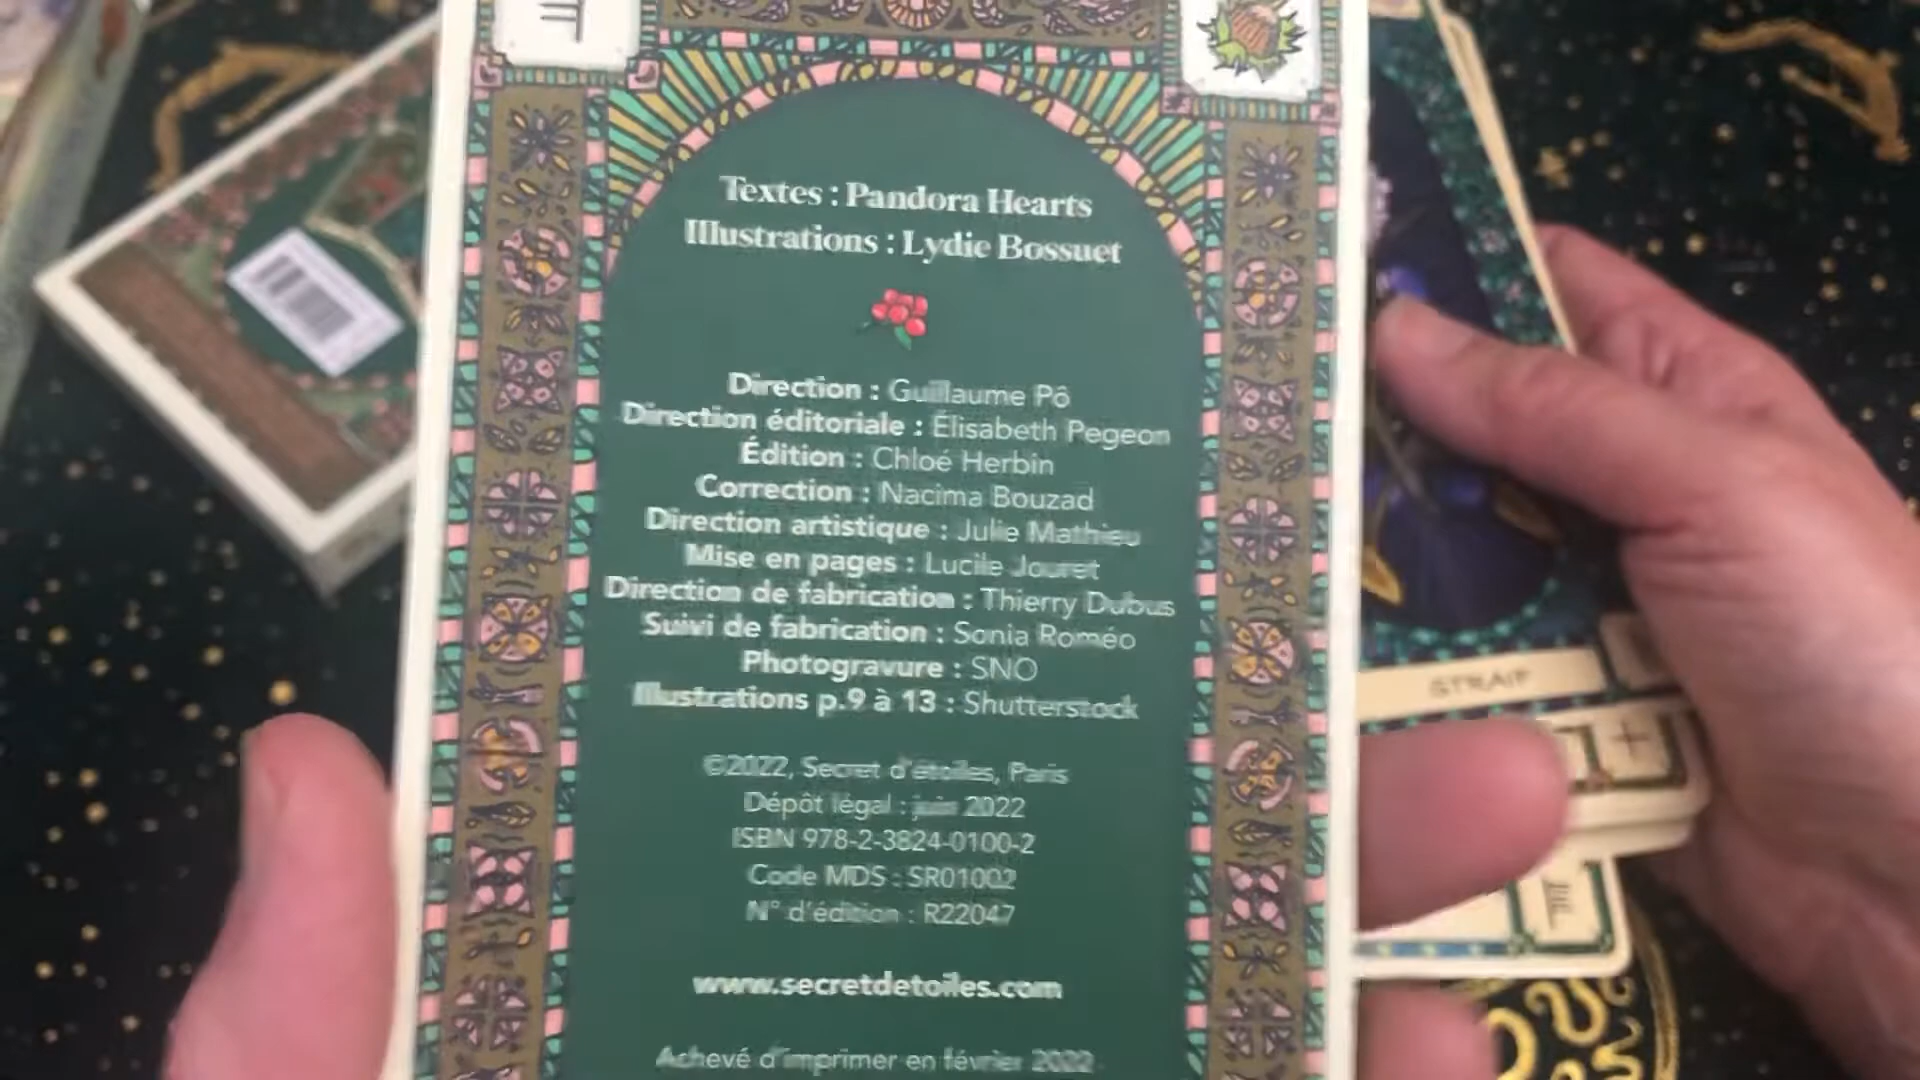 Textes : Pandora Hearts
Illustrations : Lydie Bossuet
Direction : Guillaume Pô
Direction éditoriale : Élisabeth Pegeon
Édition : Chloé Herbin
Correction : Nacima Bouzad
Direction artistique : Julie Mathieu
Mise en pages : Lucile Jouret
Direction de fabrication : Thierry Dubus
Suivi de fabrication : Sonia Roméo
Photogravure : SNO
Illustrations p.9 à 13 : Shutterstock
©2022, Secret d'étoiles, Paris
Dépôt légal : juin 2022
ISBN 978-2-3824-0100-2
Code MDS : SR01002
N° d'édition : R22047
www.secretdetoiles.com
Achevé d'imprimer en février 2022
STRAIF